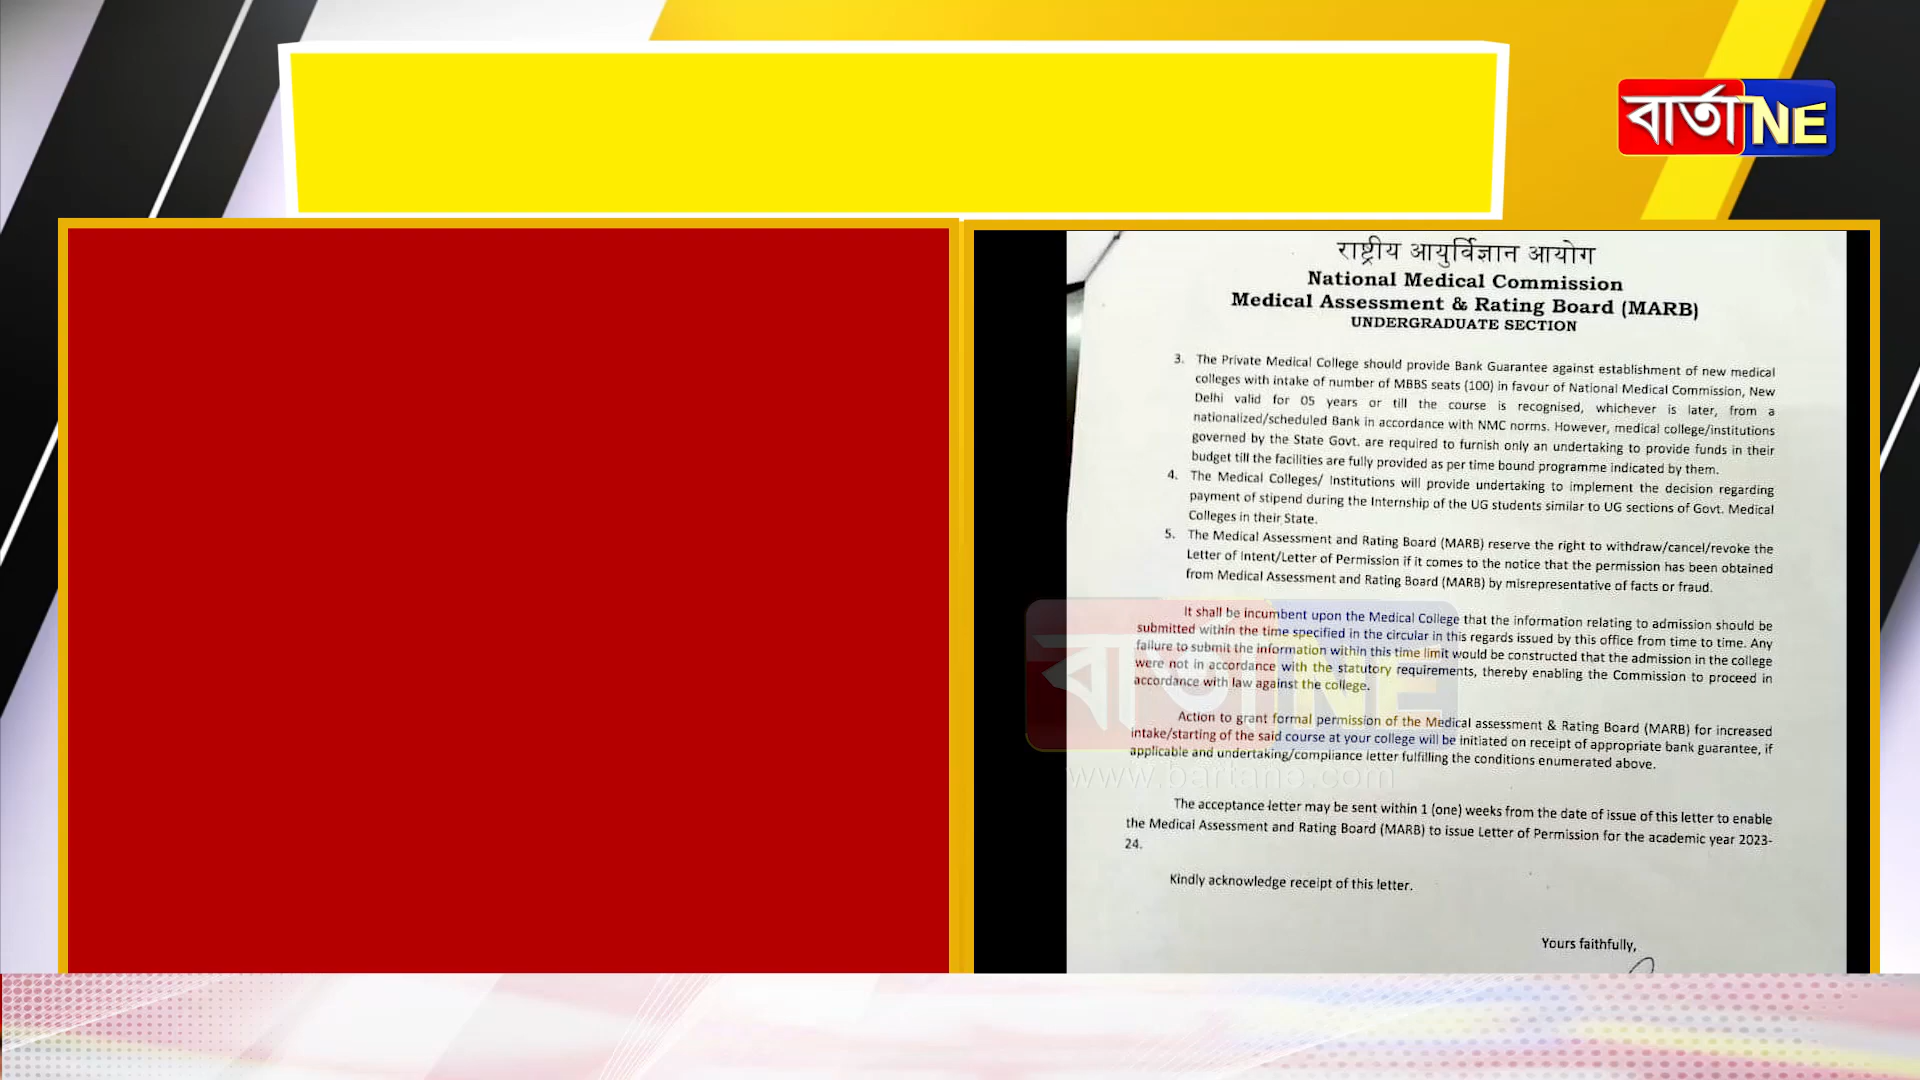 বার্তা NE
राष्ट्रीय आयुर्विज्ञान आयोग
National Medical Commission
Medical Assessment & Rating Board (MARB)
UNDERGRADUATE SECTION
3. The Private Medical College should provide Bank Guarantee against establishment of new medical
colleges with intake of number of MBBS seats (100) in favour of National Medical Commission, New
Delhi valid for 05 years or till the course is recognised, whichever is later, from a
nationalized/scheduled Bank in accordance with NMC norms. However, medical college/institutions
governed by the State Govt. are required to furnish only an undertaking to provide funds in their
budget till the facilities are fully provided as per time bound programme indicated by them.
4. The Medical Colleges/ Institutions will provide undertaking to implement the decision regarding
payment of stipend during the Internship of the UG students similar to UG sections of Govt. Medical
Colleges in their State.
5. The Medical Assessment and Rating Board (MARB) reserve the right to withdraw/cancel/revoke the
Letter of Intent/Letter of Permission if it comes to the notice that the permission has been obtained
from Medical Assessment and Rating Board (MARB) by misrepresentative of facts or fraud.
It shall be incumbent upon the Medical College that the information relating to admission should be
submitted within the time specified in the circular in this regards issued by this office from time to time. Any
failure to submit the information within this time limit would be constructed that the admission in the college
were not in accordance with the statutory requirements, thereby enabling the Commission to proceed in
accordance with law against the college.
Action to grant formal permission of the Medical assessment & Rating Board (MARB) for increased
intake/starting of the said course at your college will be initiated on receipt of appropriate bank guarantee, if
applicable and undertaking/compliance letter fulfilling the conditions enumerated above.
বার্তা NE
www.bartane.com
The acceptance letter may be sent within 1 (one) weeks from the date of issue of this letter to enable
the Medical Assessment and Rating Board (MARB) to issue Letter of Permission for the academic year 2023-
24.
Kindly acknowledge receipt of this letter.
Yours faithfully,